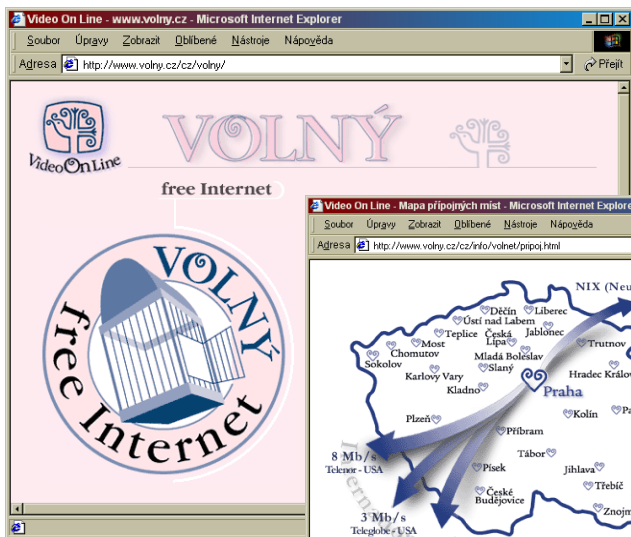 Video On Line - www.volny.cz - Microsoft Internet Explorer
Soubor Úpravy Zobrazit Oblíbené Nástroje Nápověda
Adresa http://www.volny.cz/cz/volny/ Přejít
VideoOnLine
VOLNÝ
free Internet
VOLNÝ
free Internet
Video On Line - Mapa přípojných míst - Microsoft Internet Explore
Soubor Úpravy Zobrazit Oblíbené Nástroje Nápověda
Adresa http://www.volny.cz/cz/info/volnet/pripoj.html
NIX (Neu
Děčín Liberec
Ústí nad Labem
Teplice Česká Lípa Jablonec
Most Trutnov
Chomutov Mladá Boleslav
Sokolov Slaný
Karlovy Vary Hradec Králov
Kladno Praha
Plzeň Kolín Pa
Příbram
8 Mb/s
Telenor - USA
Tábor
Písek Jihlava
Třebíč
České Budějovice
Znojm
3 Mb/s
Teleglobe - USA